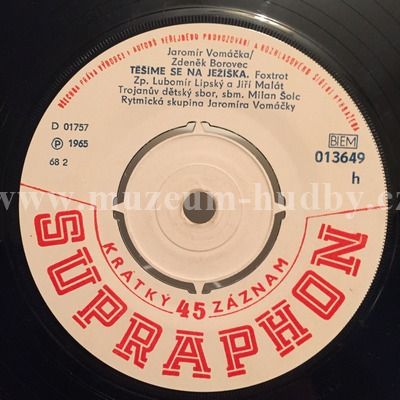 VŠECHNA PRÁVA VÝROBCE A AUTORŮ VEŘEJNÉHO PROVOZOVÁNÍ A ROZHLASOVÉHO ŠÍŘENÍ VYHRAZENA
Jaromír Vomáčka/
Zdeněk Borovec
TĚŠÍME SE NA JEŽÍŠKA. Foxtrot
Zp. Lubomír Lipský a Jiří Malát
Trojanův dětský sbor, sbm. Milan Šolc
Rytmická skupina Jaromíra Vomáčky
D 01757
Ⓟ 1965
68 2
BIEM
013649
h
www.muzeum-hudby.cz
KRÁTKÝ 45 ZÁZNAM
SUPRAPHON